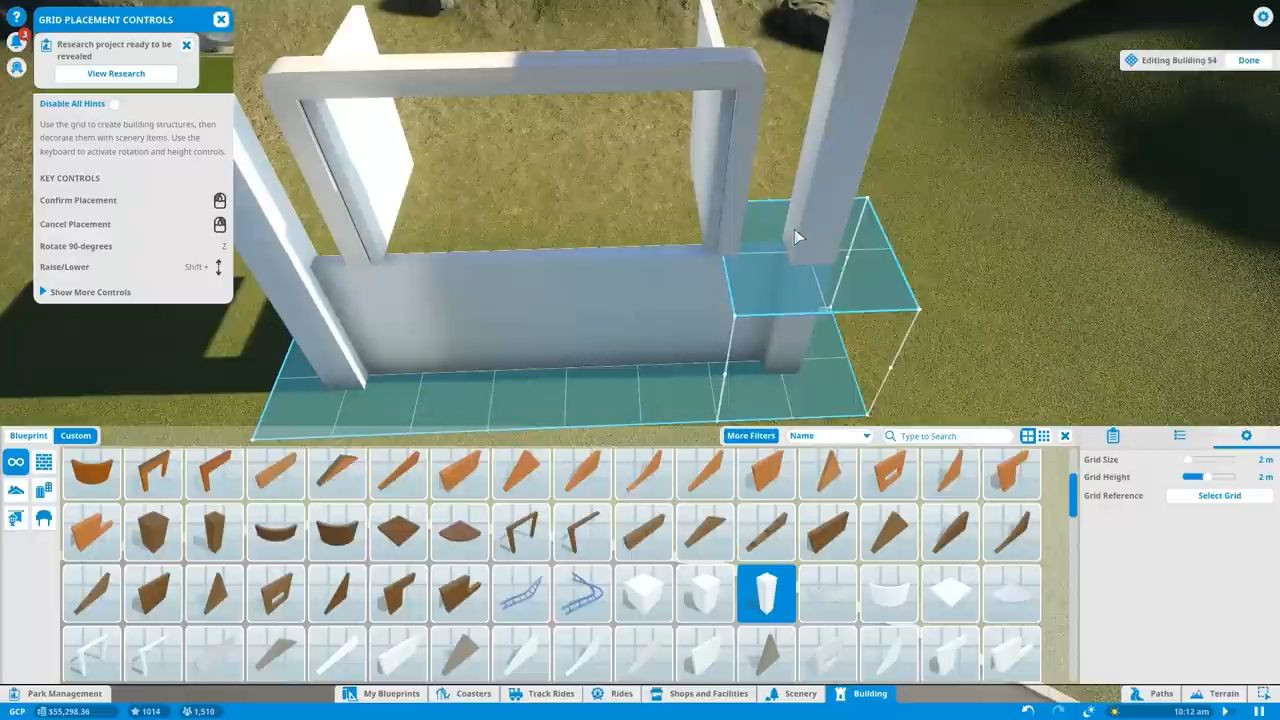 GRID PLACEMENT CONTROLS
3
Research project ready to be
revealed
View Research
Disable All Hints
Use the grid to create building structures, then
decorate them with scenery items. Use the
keyboard to activate rotation and height controls.
KEY CONTROLS
Confirm Placement
Cancel Placement
Rotate 90-degrees Z
Raise/Lower Shift +
Show More Controls
Editing Building 54 Done
Blueprint Custom More Filters Name Type to Search
Grid Size 2 m
Grid Height 2 m
Grid Reference Select Grid
Park Management My Blueprints Coasters Track Rides Rides Shops and Facilities Scenery Building Paths Terrain
GCP $55,298.36 1014 1,510 10:12 am